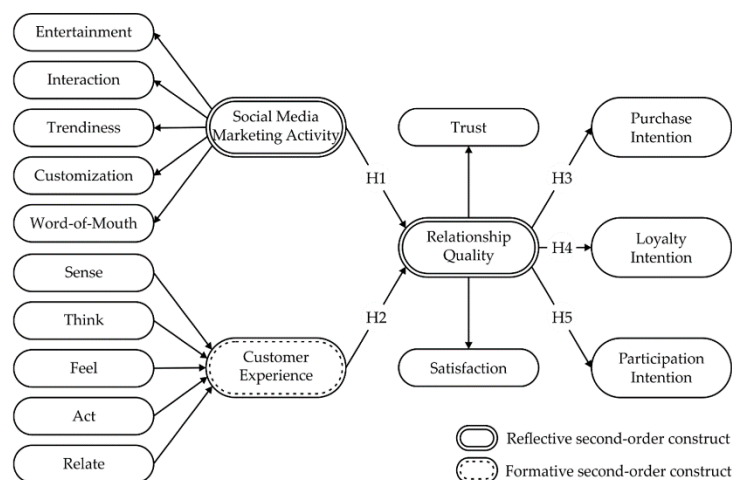 Entertainment
Interaction
Trendiness
Customization
Word-of-Mouth
Sense
Think
Feel
Act
Relate
Social Media
Marketing Activity
Customer
Experience
H1
H2
Trust
Relationship
Quality
Satisfaction
H3
H4
H5
Purchase
Intention
Loyalty
Intention
Participation
Intention
Reflective second-order construct
Formative second-order construct